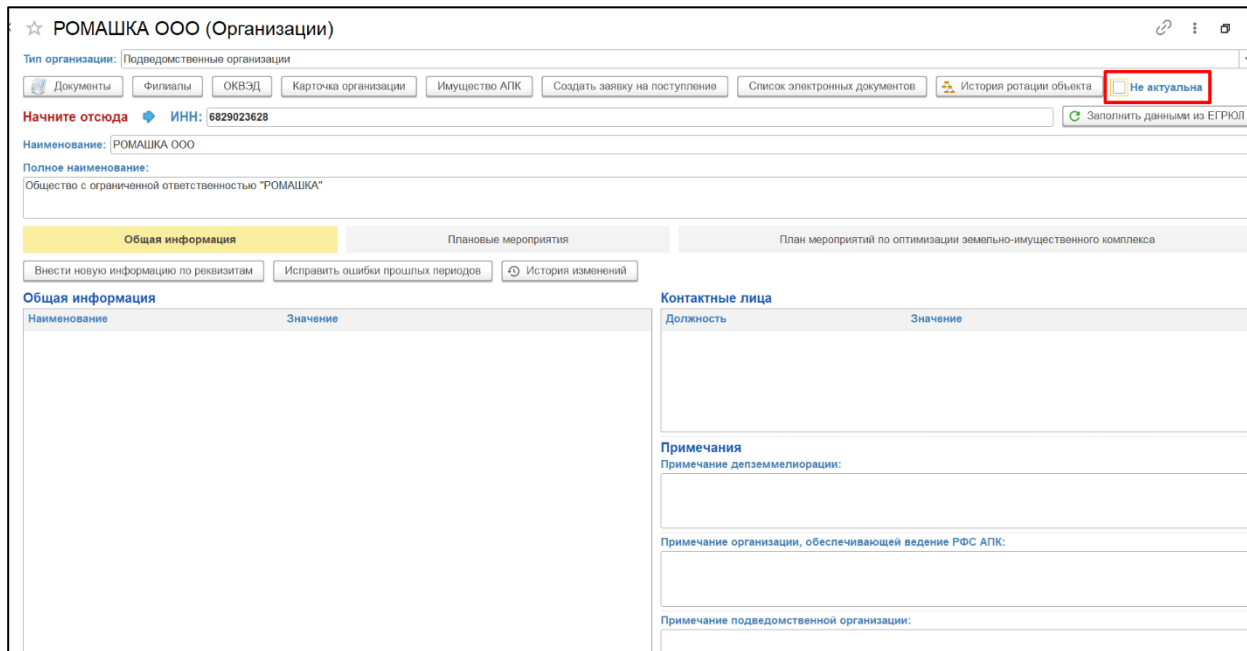 РОМАШКА ООО (Организации)
Тип организации: Подведомственные организации
Документы Филиалы ОКВЭД Карточка организации Имущество АПК Создать заявку на поступление Список электронных документов История ротации объекта Не актуальна
Начните отсюда ИНН: 6829023628 Заполнить данными из ЕГРЮЛ
Наименование: РОМАШКА ООО
Полное наименование:
Общество с ограниченной ответственностью "РОМАШКА"
Общая информация Плановые мероприятия План мероприятий по оптимизации земельно-имущественного комплекса
Внести новую информацию по реквизитам Исправить ошибки прошлых периодов История изменений
Общая информация Контактные лица
Наименование Значение Должность Значение
Примечания
Примечание депземмелиорации:
Примечание организации, обеспечивающей ведение РФС АПК:
Примечание подведомственной организации: